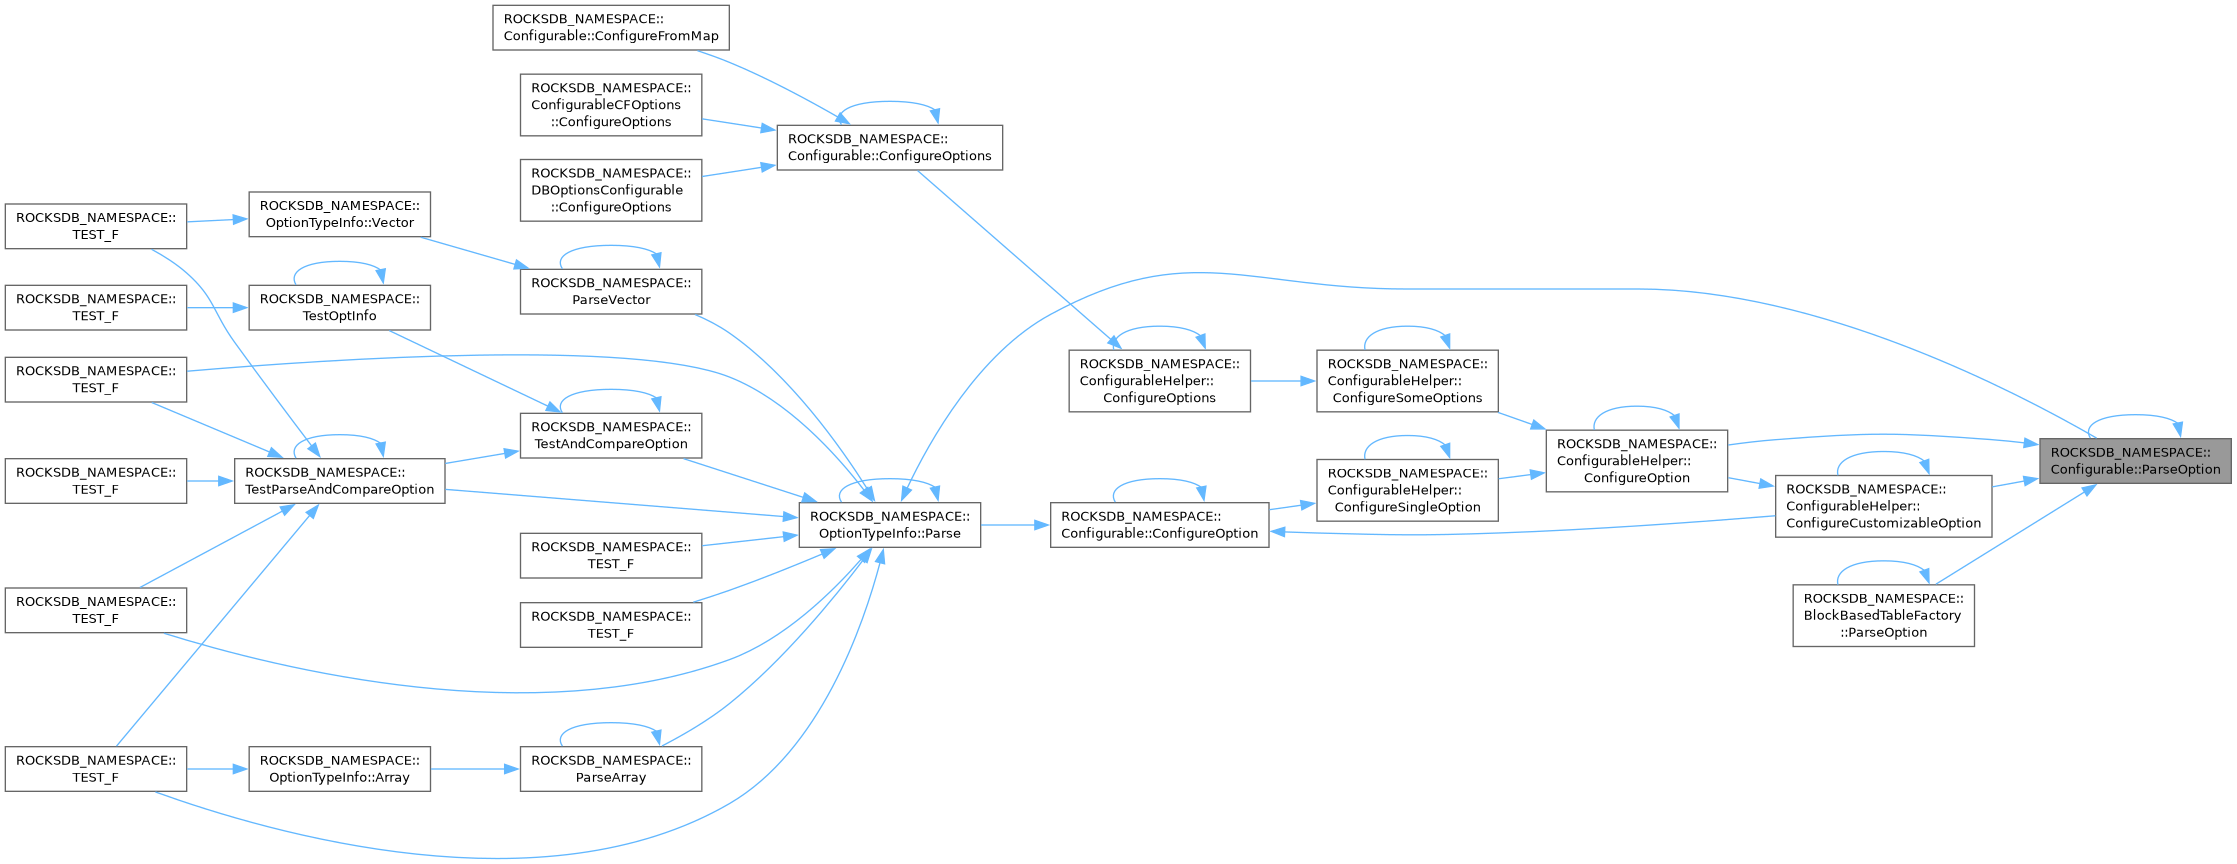 ROCKSDB_NAMESPACE::
Configurable::ConfigureFromMap
ROCKSDB_NAMESPACE::
ConfigurableCFOptions
::ConfigureOptions
ROCKSDB_NAMESPACE::
Configurable::ConfigureOptions
ROCKSDB_NAMESPACE::
DBOptionsConfigurable
::ConfigureOptions
ROCKSDB_NAMESPACE::
TEST_F
ROCKSDB_NAMESPACE::
OptionTypeInfo::Vector
ROCKSDB_NAMESPACE::
ParseVector
ROCKSDB_NAMESPACE::
TEST_F
ROCKSDB_NAMESPACE::
TestOptInfo
ROCKSDB_NAMESPACE::
TEST_F
ROCKSDB_NAMESPACE::
TestAndCompareOption
ROCKSDB_NAMESPACE::
TEST_F
ROCKSDB_NAMESPACE::
TestParseAndCompareOption
ROCKSDB_NAMESPACE::
TEST_F
ROCKSDB_NAMESPACE::
TEST_F
ROCKSDB_NAMESPACE::
OptionTypeInfo::Parse
ROCKSDB_NAMESPACE::
Configurable::ConfigureOption
ROCKSDB_NAMESPACE::
ConfigurableHelper::
ConfigureOptions
ROCKSDB_NAMESPACE::
ConfigurableHelper::
ConfigureSomeOptions
ROCKSDB_NAMESPACE::
ConfigurableHelper::
ConfigureSingleOption
ROCKSDB_NAMESPACE::
ConfigurableHelper::
ConfigureOption
ROCKSDB_NAMESPACE::
ConfigurableHelper::
ConfigureCustomizableOption
ROCKSDB_NAMESPACE::
Configurable::ParseOption
ROCKSDB_NAMESPACE::
BlockBasedTableFactory
::ParseOption
ROCKSDB_NAMESPACE::
TEST_F
ROCKSDB_NAMESPACE::
TEST_F
ROCKSDB_NAMESPACE::
OptionTypeInfo::Array
ROCKSDB_NAMESPACE::
ParseArray